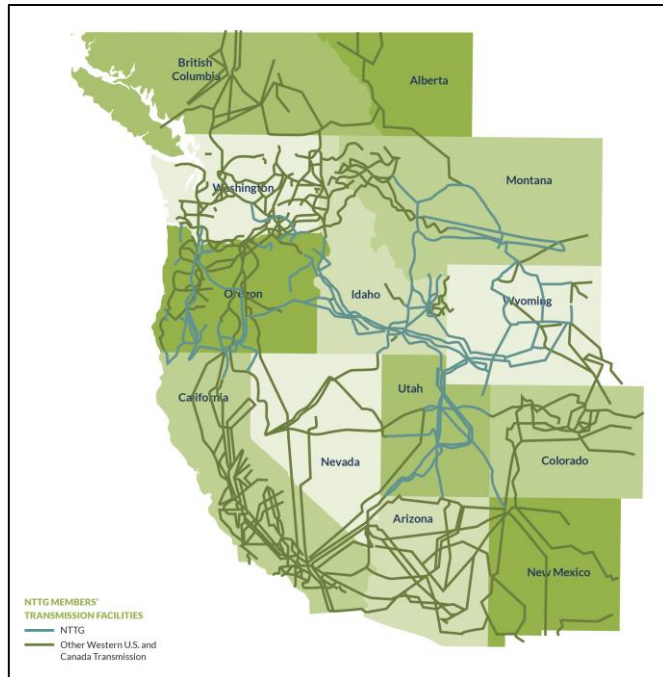 British
Columbia
Alberta
Washington
Montana
Oregon
Idaho
Wyoming
California
Utah
Nevada
Colorado
Arizona
New Mexico
NTTG MEMBERS'
TRANSMISSION FACILITIES
NTTG
Other Western U.S. and
Canada Transmission